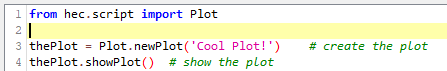 1 from hec.script import Plot
2
3 thePlot = Plot.newPlot('Cool Plot!')    # create the plot
4 thePlot.showPlot()  # show the plot